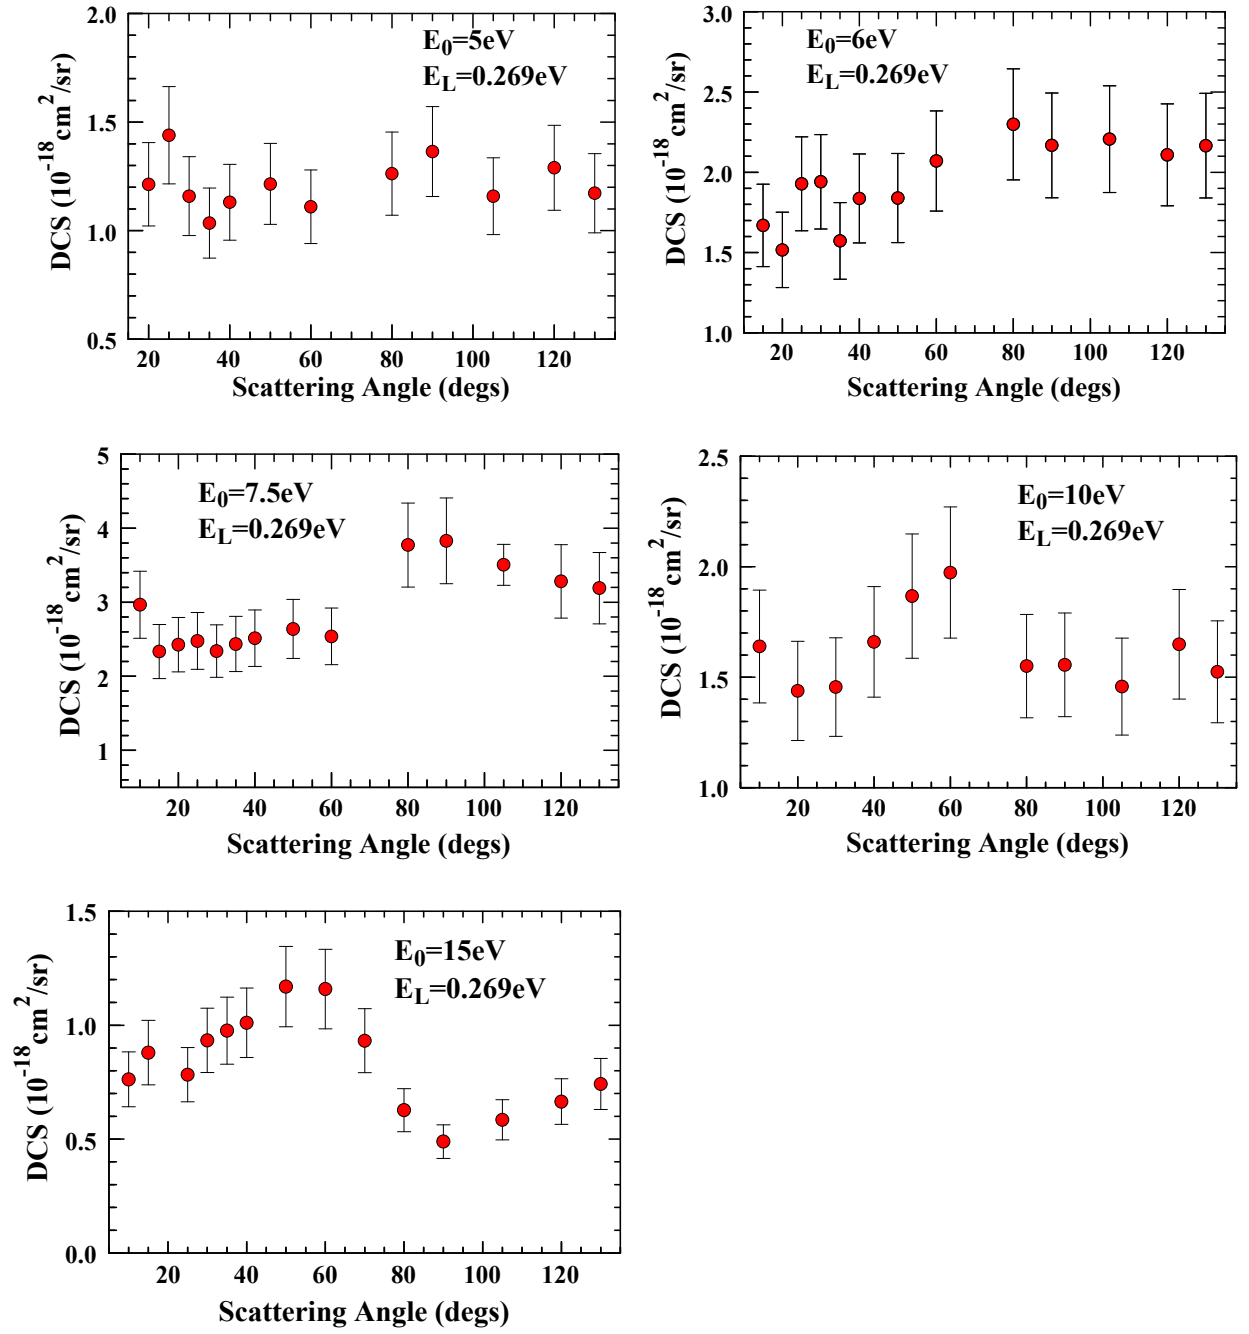 2.0
1.5
1.0
0.5
DCS (10⁻¹⁸cm²/sr)
E₀=5eV
E_L=0.269eV
20 40 60 80 100 120
Scattering Angle (degs)
3.0
2.5
2.0
1.5
1.0
DCS (10⁻¹⁸cm²/sr)
E₀=6eV
E_L=0.269eV
20 40 60 80 100 120
Scattering Angle (degs)
5
4
3
2
1
DCS (10⁻¹⁸cm²/sr)
E₀=7.5eV
E_L=0.269eV
20 40 60 80 100 120
Scattering Angle (degs)
2.5
2.0
1.5
1.0
DCS (10⁻¹⁸cm²/sr)
E₀=10eV
E_L=0.269eV
20 40 60 80 100 120
Scattering Angle (degs)
1.5
1.0
0.5
0.0
DCS (10⁻¹⁸cm²/sr)
E₀=15eV
E_L=0.269eV
20 40 60 80 100 120
Scattering Angle (degs)